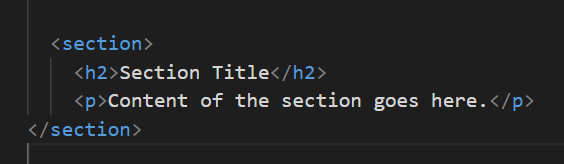 <section>
<h2>Section Title</h2>
<p>Content of the section goes here.</p>
</section>